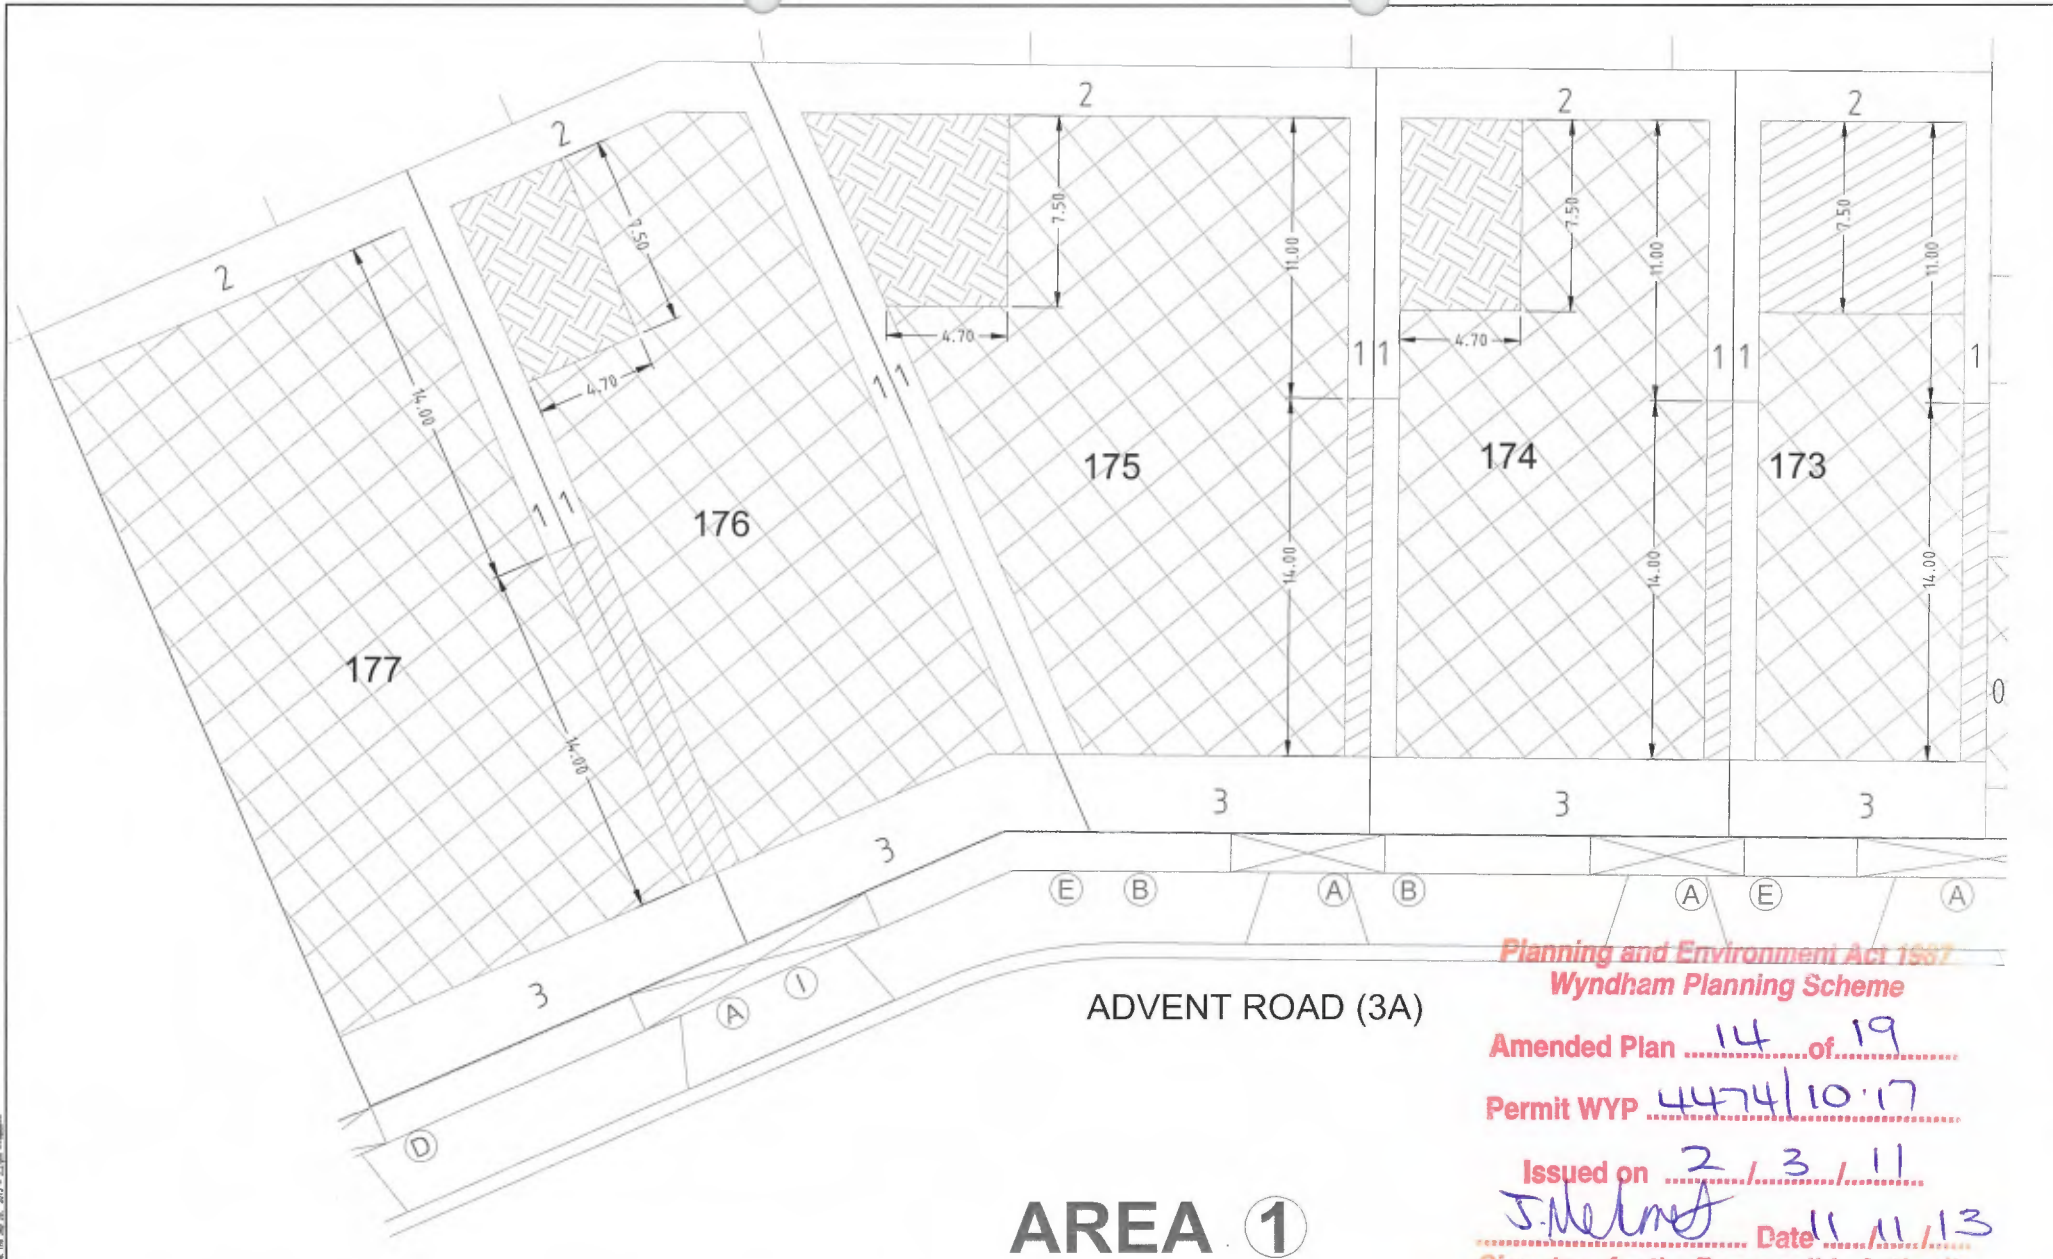 2 2 2
2
2
7.50 7.50 7.50 7.50
11.00 11.00 11.00
4.70 4.70
4.70
14.00
1 1 1 1 1 1 1
1 1
177 176 175 174 173
14.00 14.00 14.00
14.00
0
3 3 3
3
3
E B A B A E A
A I
D
ADVENT ROAD (3A)
AREA 1
Planning and Environment Act 1987
Wyndham Planning Scheme
Amended Plan 14 of 19
Permit WYP 4474/10.17
Issued on 2 / 3 / 11
Date 11 / 11 / 13